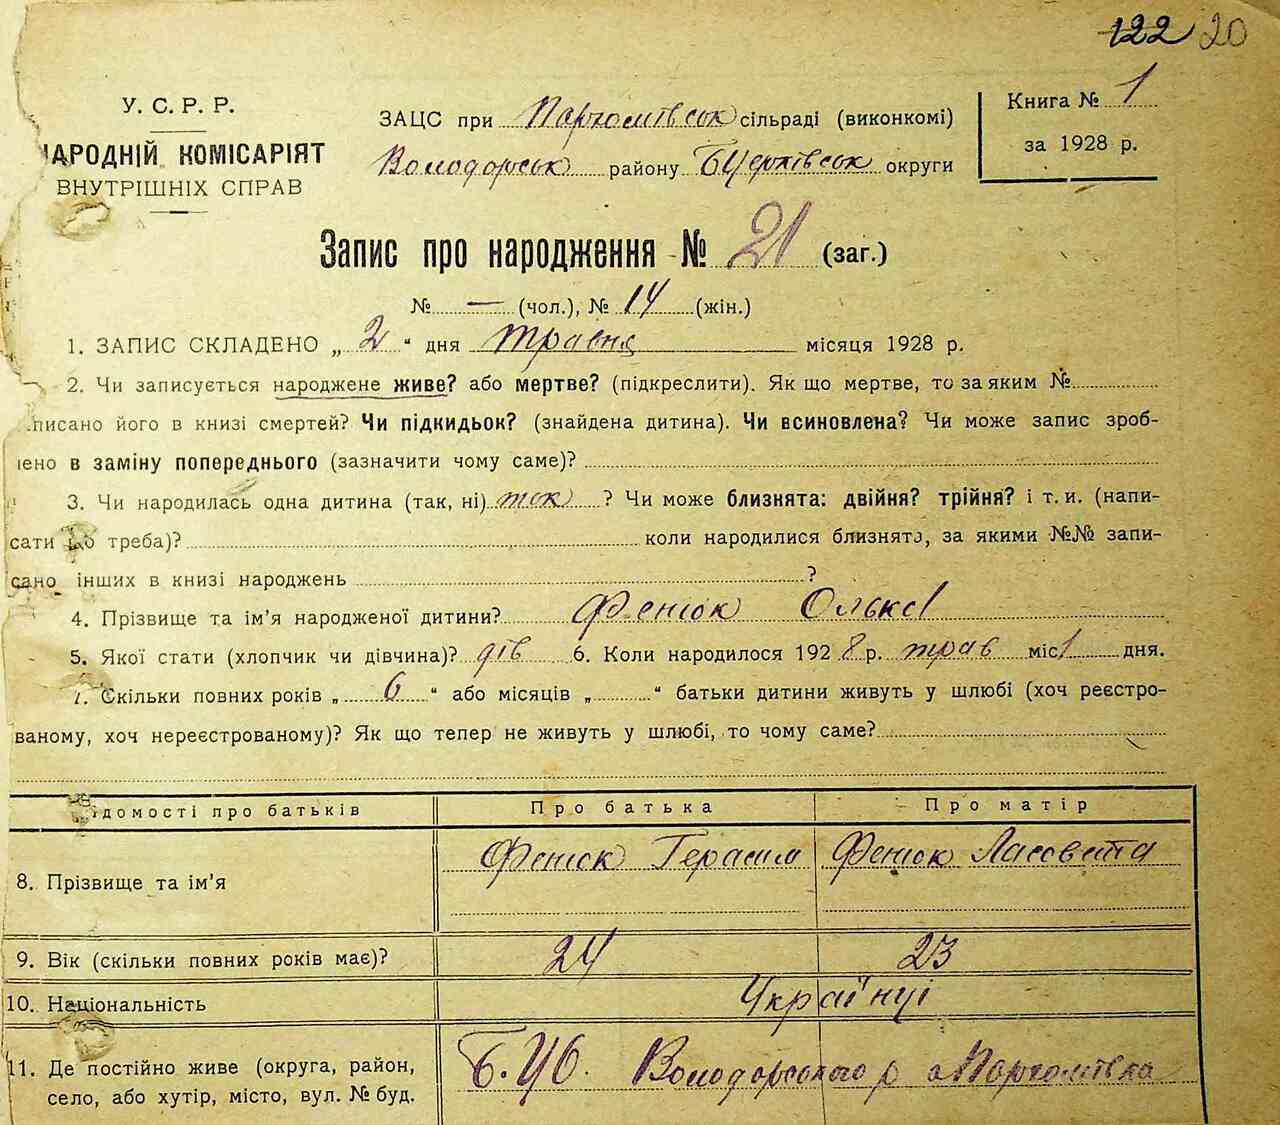 122 20
У. С. Р. Р.
НАРОДНІЙ КОМІСАРІЯТ
ВНУТРІШНІХ СПРАВ
ЗАЦС при Пархомівськ сільраді (виконкомі)
Володарськ району БЦерківськ округи
Книга № 1
за 1928 р.
Запис про народження № 21 (заг.)
№ — (чол.), № 14 (жін.)
1. ЗАПИС СКЛАДЕНО „ 2 “ дня травня місяця 1928 р.
2. Чи записується народжене живе? або мертве? (підкреслити). Як що мертве, то за яким №
писано його в книзі смертей? Чи підкидьок? (знайдена дитина). Чи всиновлена? Чи може запис зроб-
лено в заміну попереднього (зазначити чому саме)?
3. Чи народилась одна дитина (так, ні) так ? Чи може близнята: двійня? трійня? і т. и. (напи-
сати що треба)? коли народилися близнята, за якими №№ запи-
сано інших в книзі народжень ?
4. Прізвище та ім'я народженої дитини? Фенюк Олька
5. Якої стати (хлопчик чи дівчина)? дів 6. Коли народилося 1928 р. трав міс 1 дня.
7. Скільки повних років „ 6 “ або місяців „ “ батьки дитини живуть у шлюбі (хоч реєстро-
ваному, хоч нереєстрованому)? Як що тепер не живуть у шлюбі, то чому саме?
Відомості про батьків Про батька Про матір
8. Прізвище та ім'я Фенюк Герасим Фенюк Ласовета
9. Вік (скільки повних років має)? 24 23
10. Національність Українці
11. Де постійно живе (округа, район, Б.ЦО. Володарського р с Пархомівка
село, або хутір, місто, вул. № буд.